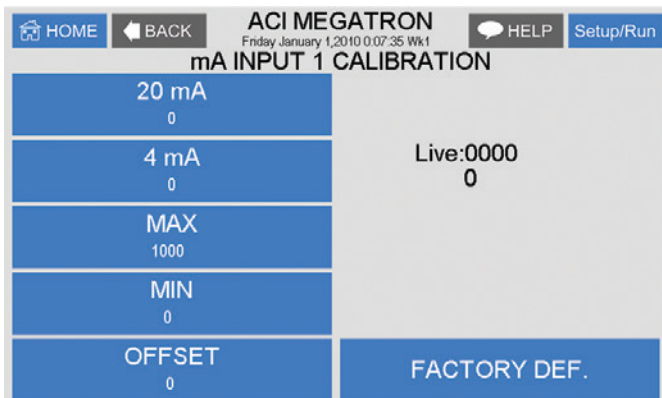 HOME
BACK
ACI MEGATRON
Friday January 1,2010 0:07:35 Wk1
HELP
Setup/Run
mA INPUT 1 CALIBRATION
20 mA
0
4 mA
0
MAX
1000
MIN
0
OFFSET
0
Live:0000
0
FACTORY DEF.